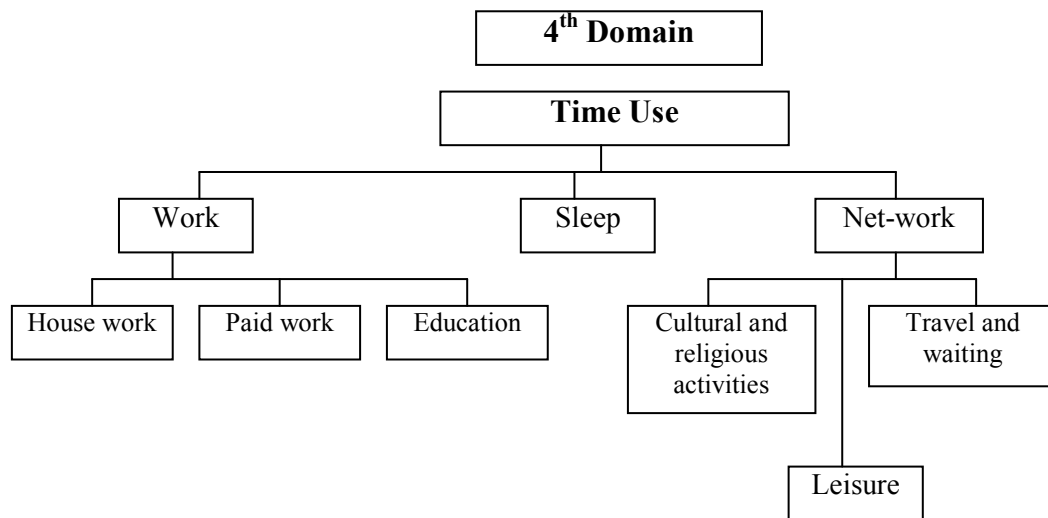 4th Domain
Time Use
Work
Sleep
Net-work
House work
Paid work
Education
Cultural and
religious
activities
Travel and
waiting
Leisure